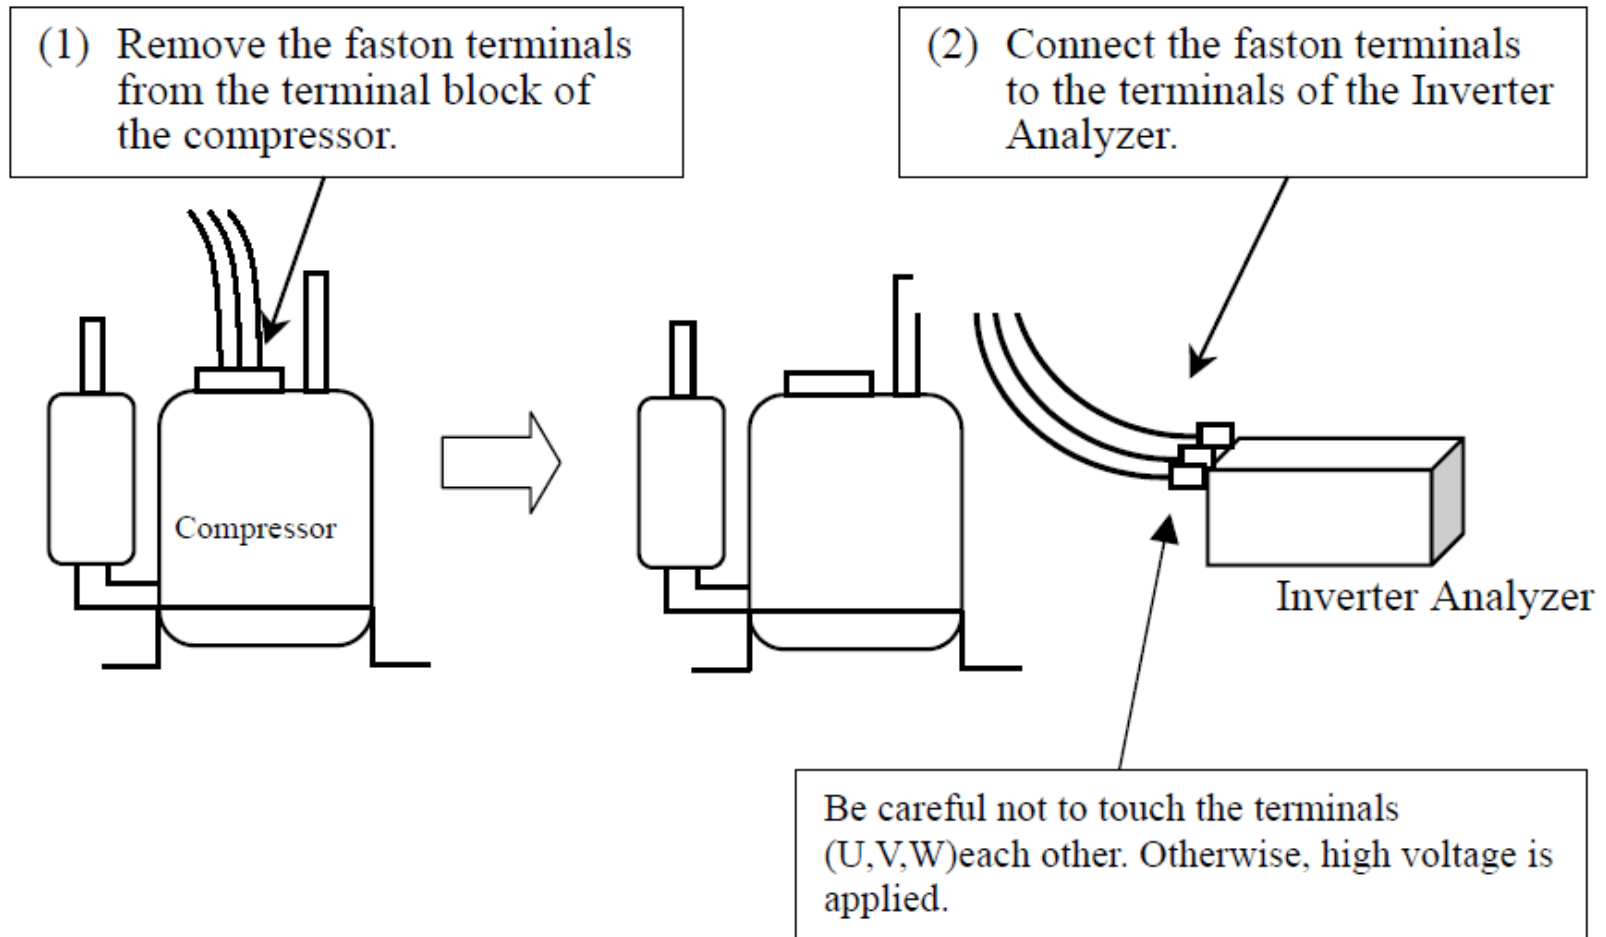 (1) Remove the faston terminals
from the terminal block of
the compressor.
(2) Connect the faston terminals
to the terminals of the Inverter
Analyzer.
Compressor
Inverter Analyzer
Be careful not to touch the terminals
(U,V,W)each other. Otherwise, high voltage is
applied.